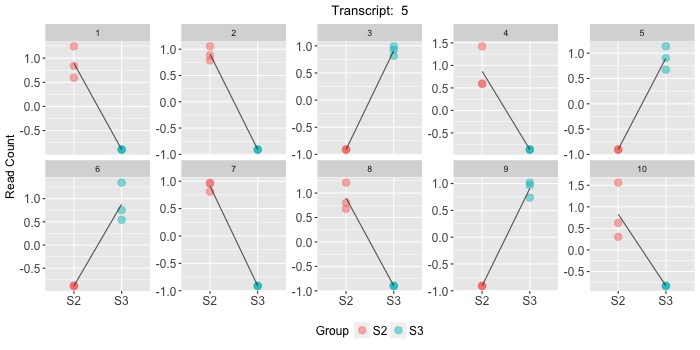 Transcript: 5
1 2 3 4 5
1.0 1.0 1.0 1.5 1.0
0.5 0.5 0.5 1.0 0.5
0.0 0.0 0.0 0.5 0.0
-0.5 -0.5 -0.5 0.0 -0.5
-1.0 -1.0 -0.5 -1.0
Read Count
6 7 8 9 10
1.0 1.0 1.0 1.0 1.5
0.5 0.5 0.5 0.5 1.0
0.0 0.0 0.0 0.0 0.5
-0.5 -0.5 -0.5 -0.5 0.0
-1.0 -1.0 -1.0 -0.5
S2 S3 S2 S3 S2 S3 S2 S3 S2 S3
Group S2 S3